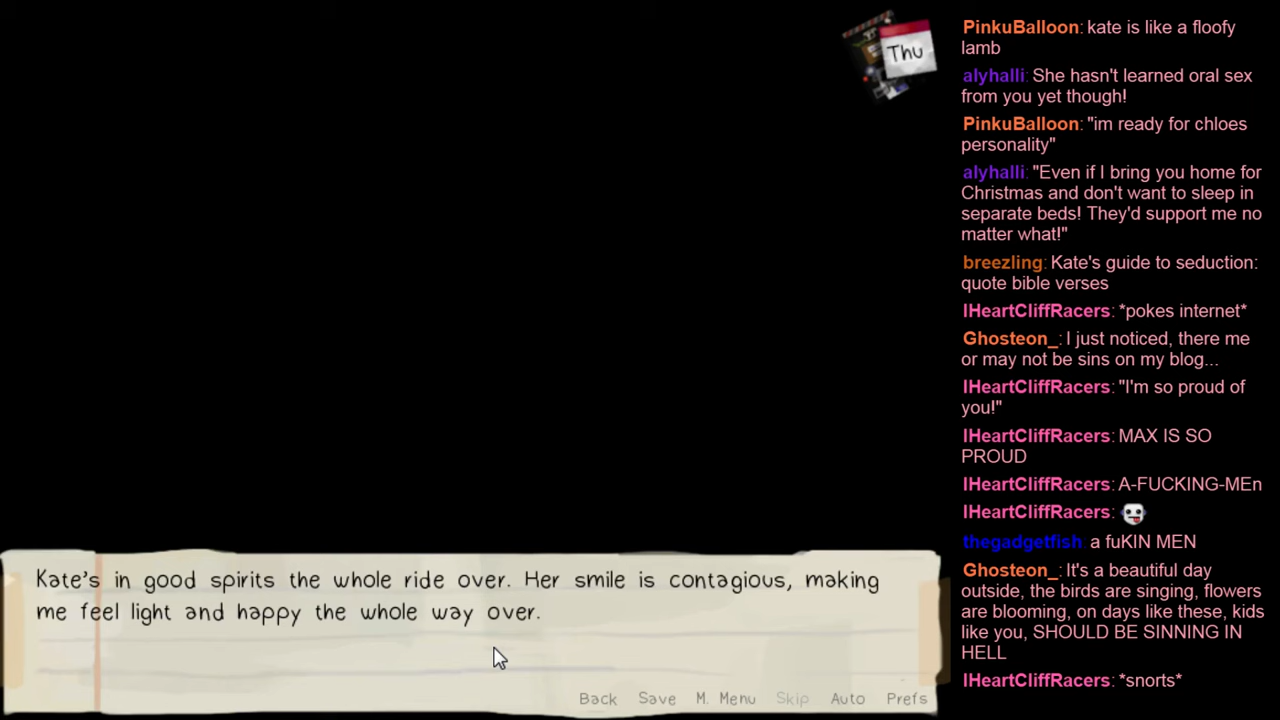 Thu
PinkuBalloon: kate is like a floofy
lamb
alyhalli: She hasn't learned oral sex
from you yet though!
PinkuBalloon: "im ready for chloes
personality"
alyhalli: "Even if I bring you home for
Christmas and don't want to sleep in
separate beds! They'd support me no
matter what!"
breezling: Kate's guide to seduction:
quote bible verses
IHeartCliffRacers: *pokes internet*
Ghosteon_: I just noticed, there me
or may not be sins on my blog...
IHeartCliffRacers: "I'm so proud of
you!"
IHeartCliffRacers: MAX IS SO
PROUD
IHeartCliffRacers: A-FUCKING-MEn
IHeartCliffRacers:
thegadgetfish: a fuKIN MEN
Ghosteon_: It's a beautiful day
outside, the birds are singing, flowers
are blooming, on days like these, kids
like you, SHOULD BE SINNING IN
HELL
IHeartCliffRacers: *snorts*
Kate's in good spirits the whole ride over. Her smile is contagious, making
me feel light and happy the whole way over.
Back Save M. Menu Skip Auto Prefs